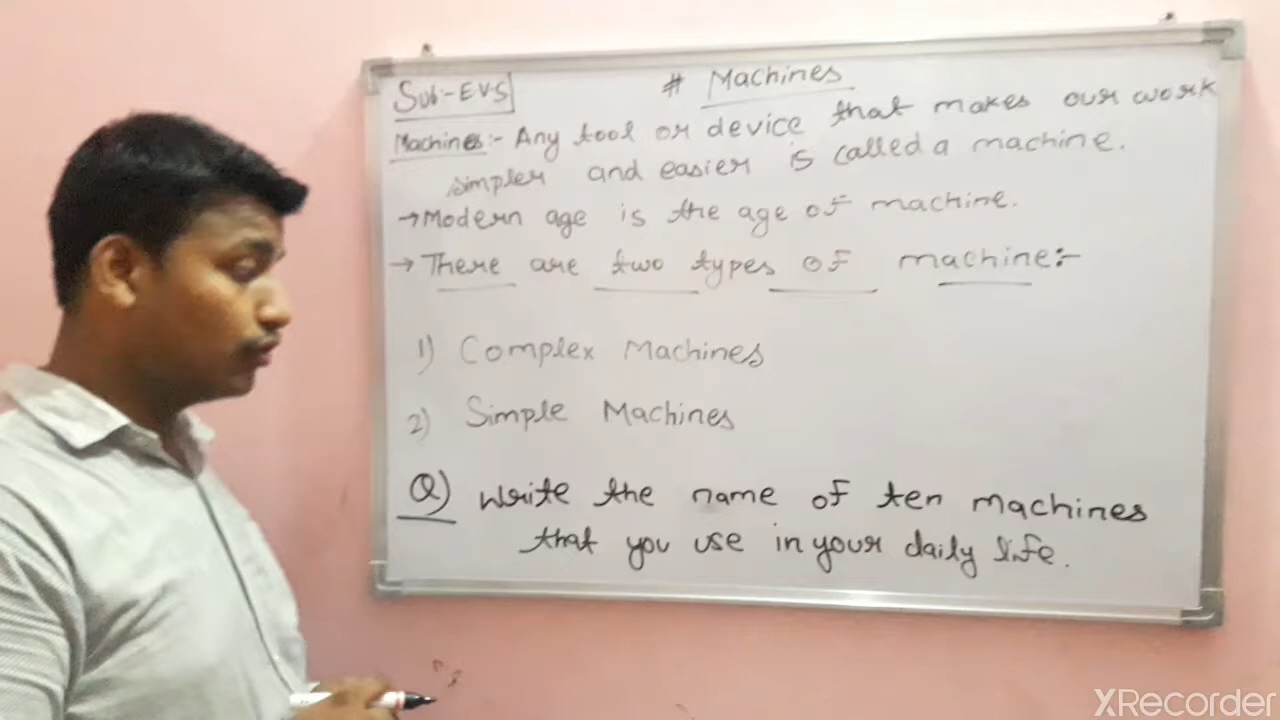 Sub:- E.V.S
# Machines
Machines:- Any tool or device that makes our work
simpler and easier is called a machine.
→ Modern age is the age of machine.
→ There are two types of machine:-
1) Complex Machines
2) Simple Machines
Q) Write the name of ten machines
that you use in your daily life.
XRecorder